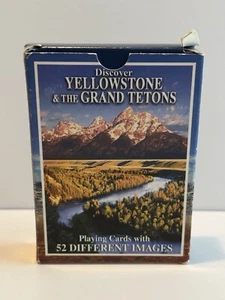 Discover
YELLOWSTONE
& THE GRAND TETONS
Playing Cards with
52 DIFFERENT IMAGES